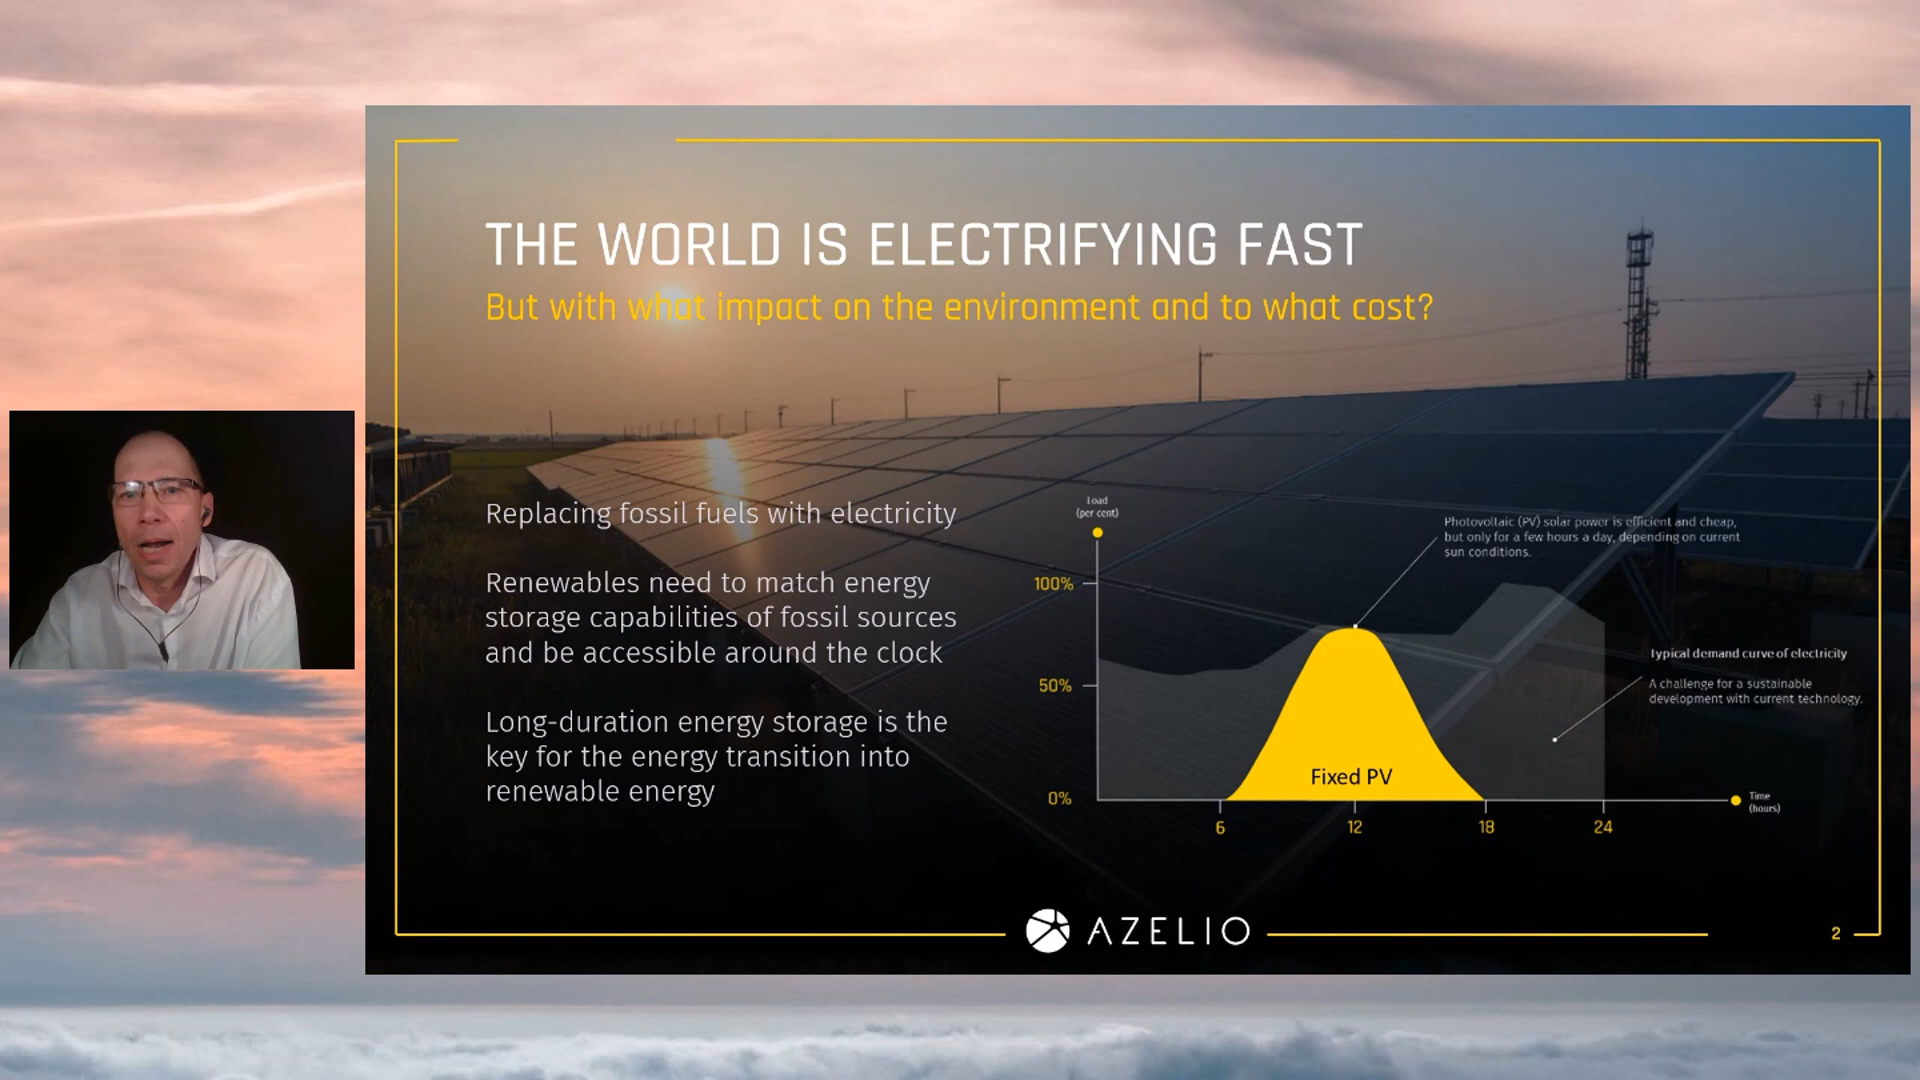 THE WORLD IS ELECTRIFYING FAST
But with what impact on the environment and to what cost?
Replacing fossil fuels with electricity
Renewables need to match energy
storage capabilities of fossil sources
and be accessible around the clock
Long-duration energy storage is the
key for the energy transition into
renewable energy
Load
(per cent)
100%
50%
0%
Photovoltaic (PV) solar power is efficient and cheap,
but only for a few hours a day, depending on current
sun conditions.
Typical demand curve of electricity
A challenge for a sustainable
development with current technology.
Fixed PV
Time
(hours)
6
12
18
24
AZELIO
2